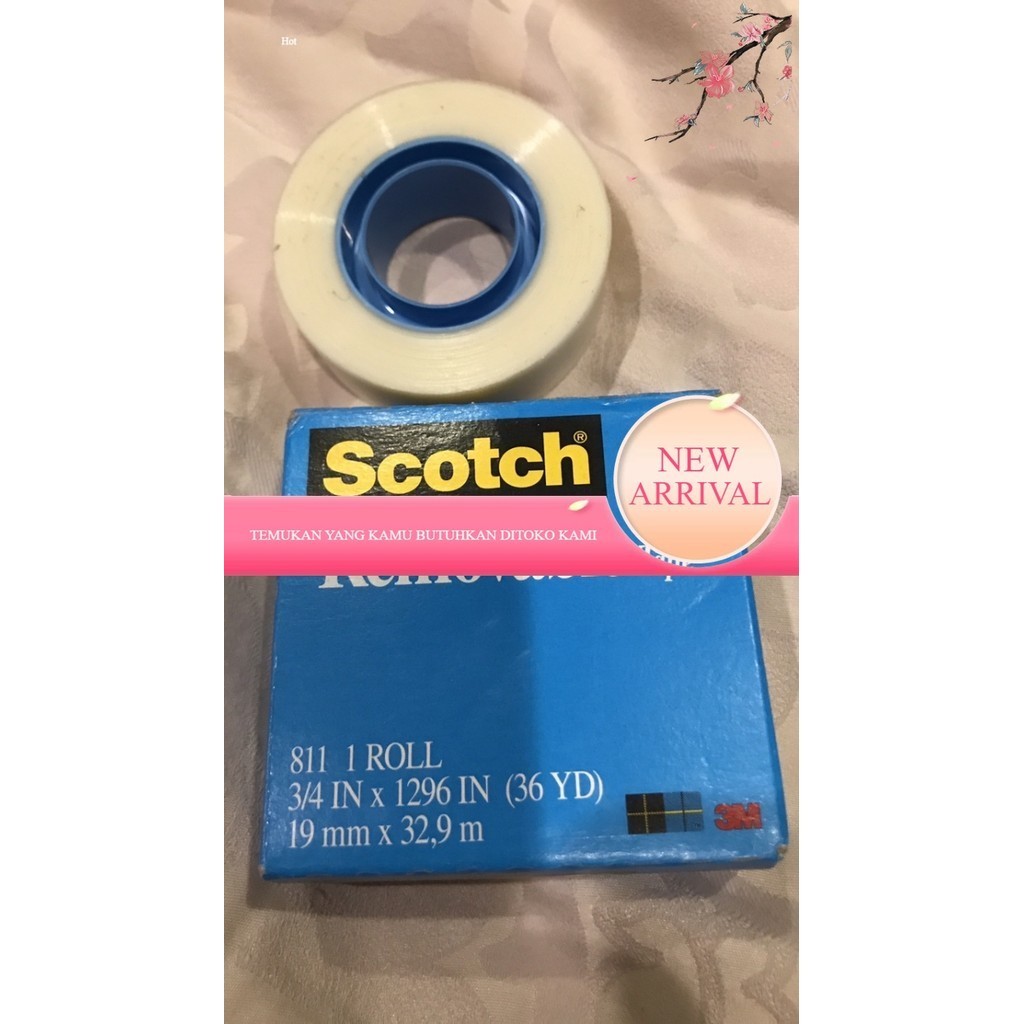 Hot
Scotch®
NEW
ARRIVAL
TEMUKAN YANG KAMU BUTUHKAN DITOKO KAMI
811 1 ROLL
3/4 IN x 1296 IN (36 YD)
19 mm x 32,9 m
3M